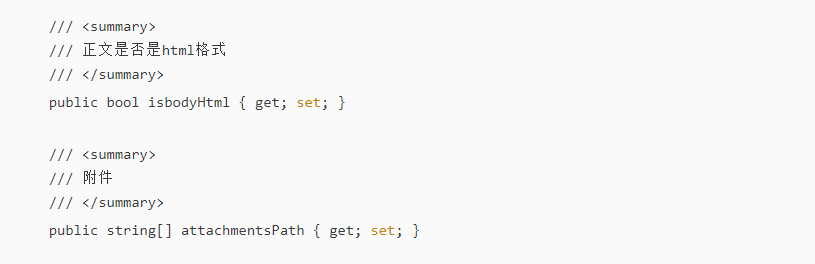 /// <summary>
/// 正文是否是html格式
/// </summary>
public bool isbodyHtml { get; set; }
/// <summary>
/// 附件
/// </summary>
public string[] attachmentsPath { get; set; }